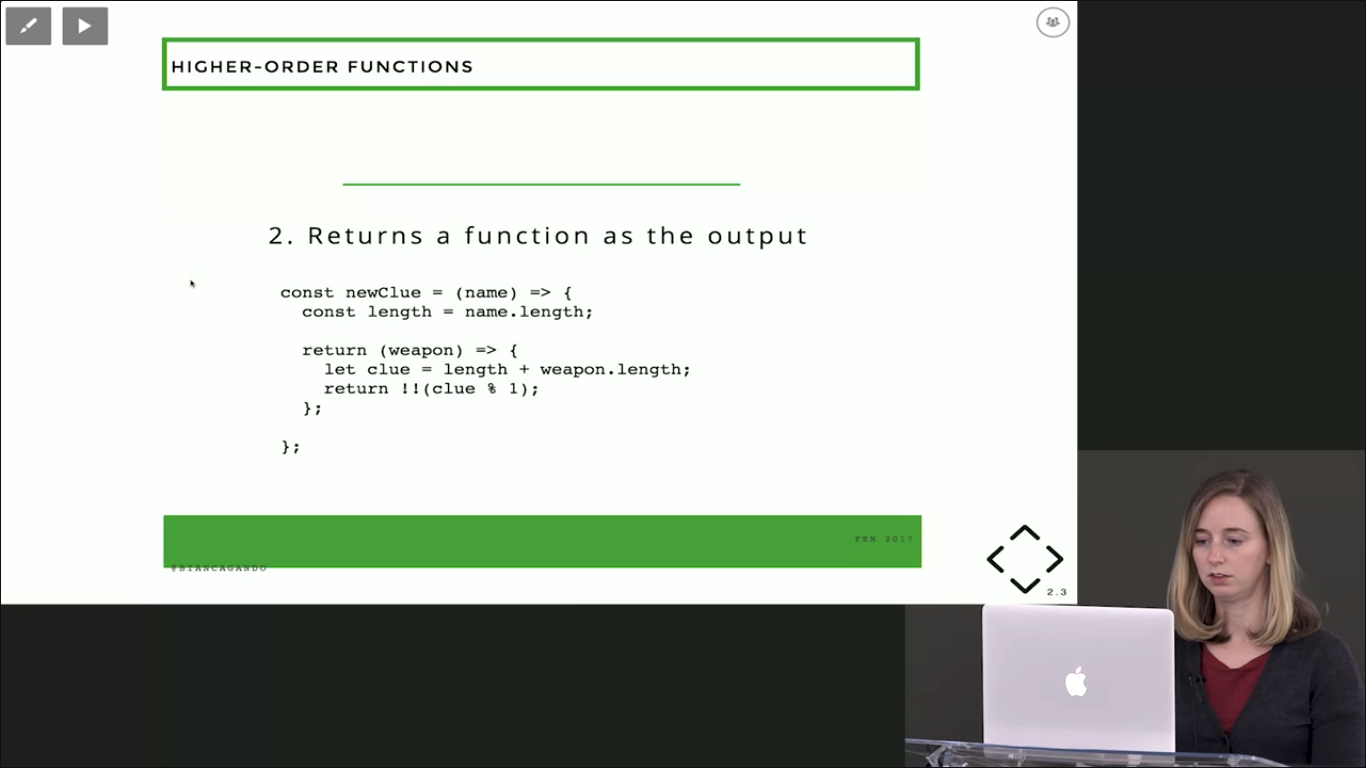 HIGHER-ORDER FUNCTIONS
2. Returns a function as the output
const newClue = (name) => {
  const length = name.length;
  return (weapon) => {
    let clue = length + weapon.length;
    return !!(clue % 1);
  };
};
FEM 2017
@BIANCAGANDO
2.3